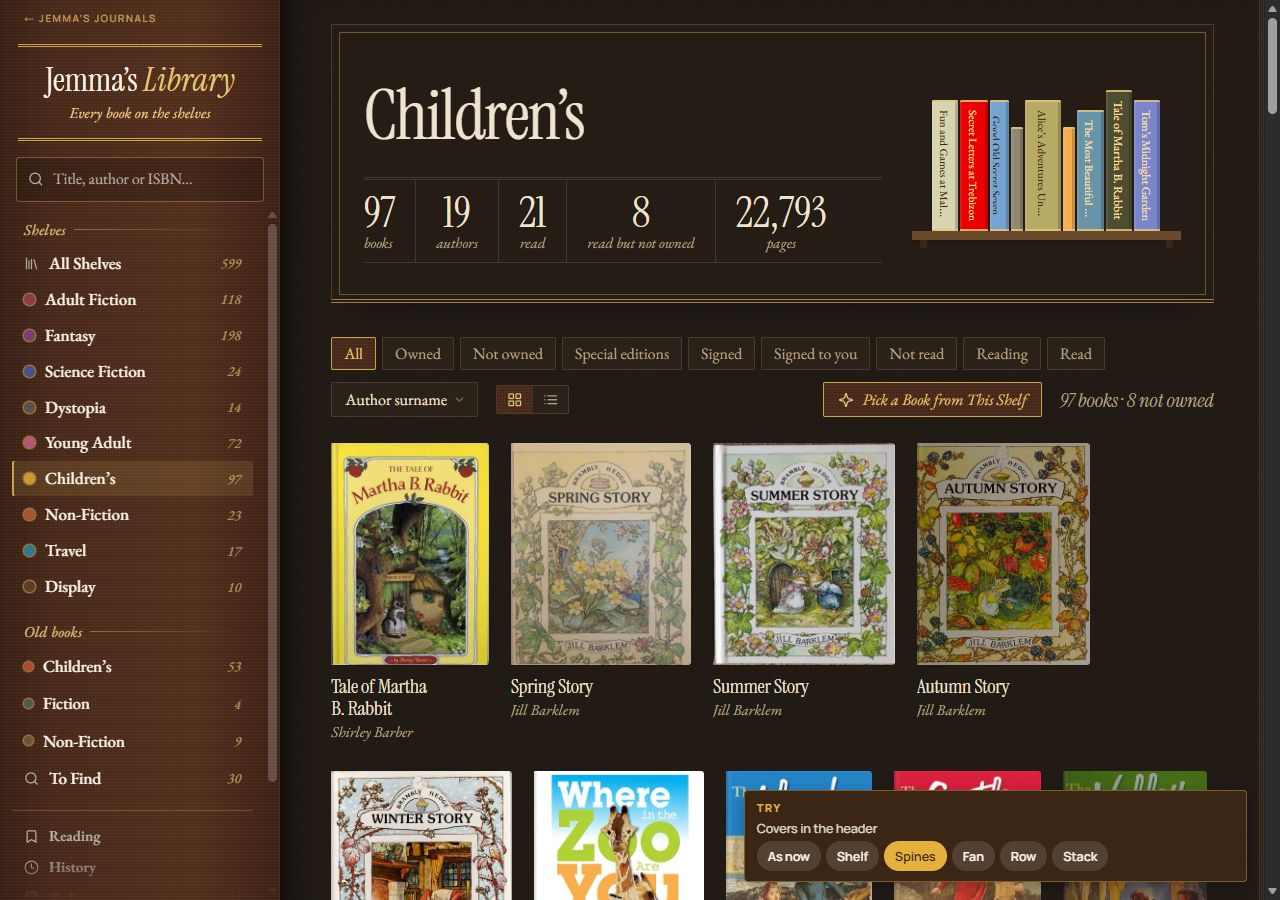 ← JEMMA'S JOURNALS
Jemma's Library
Every book on the shelves
Title, author or ISBN...
Shelves
All Shelves 599
Adult Fiction 118
Fantasy 198
Science Fiction 24
Dystopia 14
Young Adult 72
Children's 97
Non-Fiction 23
Travel 17
Display 10
Old books
Children's 53
Fiction 4
Non-Fiction 9
To Find 30
Reading
History
Children's
97 books
19 authors
21 read
8 read but not owned
22,793 pages
Fun and Games at Mal...
Secret Letters at Trebizon
Good Old Secret Seven
Alice's Adventures Un...
The Most Beautiful ...
Tale of Martha B. Rabbit
Tom's Midnight Garden
All Owned Not owned Special editions Signed Signed to you Not read Reading Read
Author surname
Pick a Book from This Shelf
97 books · 8 not owned
THE TALE OF
Martha B. Rabbit
by Shirley Barber
BRAMBLY HEDGE
SPRING STORY
JILL BARKLEM
BRAMBLY HEDGE
SUMMER STORY
JILL BARKLEM
BRAMBLY HEDGE
AUTUMN STORY
JILL BARKLEM
Tale of Martha
B. Rabbit
Shirley Barber
Spring Story
Jill Barklem
Summer Story
Jill Barklem
Autumn Story
Jill Barklem
BRAMBLY HEDGE
WINTER STORY
Where
in the
Zoo
Are
You
The
The
TRY
Covers in the header
As now Shelf Spines Fan Row Stack